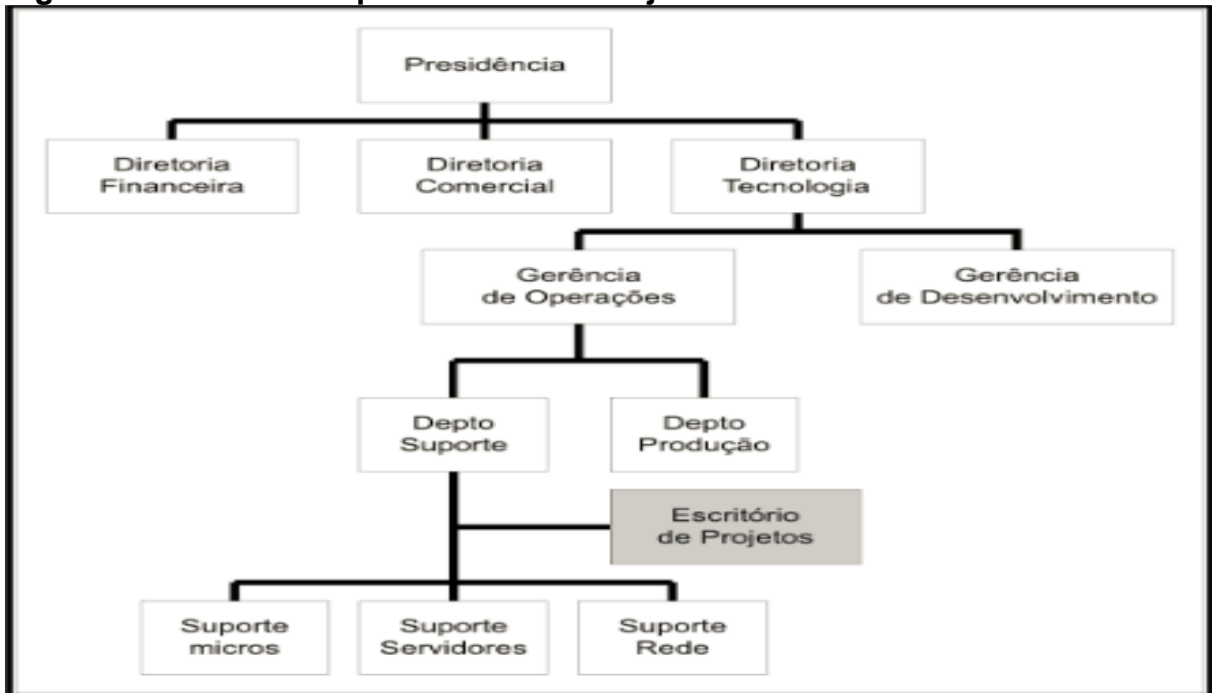 Presidência
Diretoria
Financeira
Diretoria
Comercial
Diretoria
Tecnologia
Gerência
de Operações
Gerência
de Desenvolvimento
Depto
Suporte
Depto
Produção
Escritório
de Projetos
Suporte
micros
Suporte
Servidores
Suporte
Rede